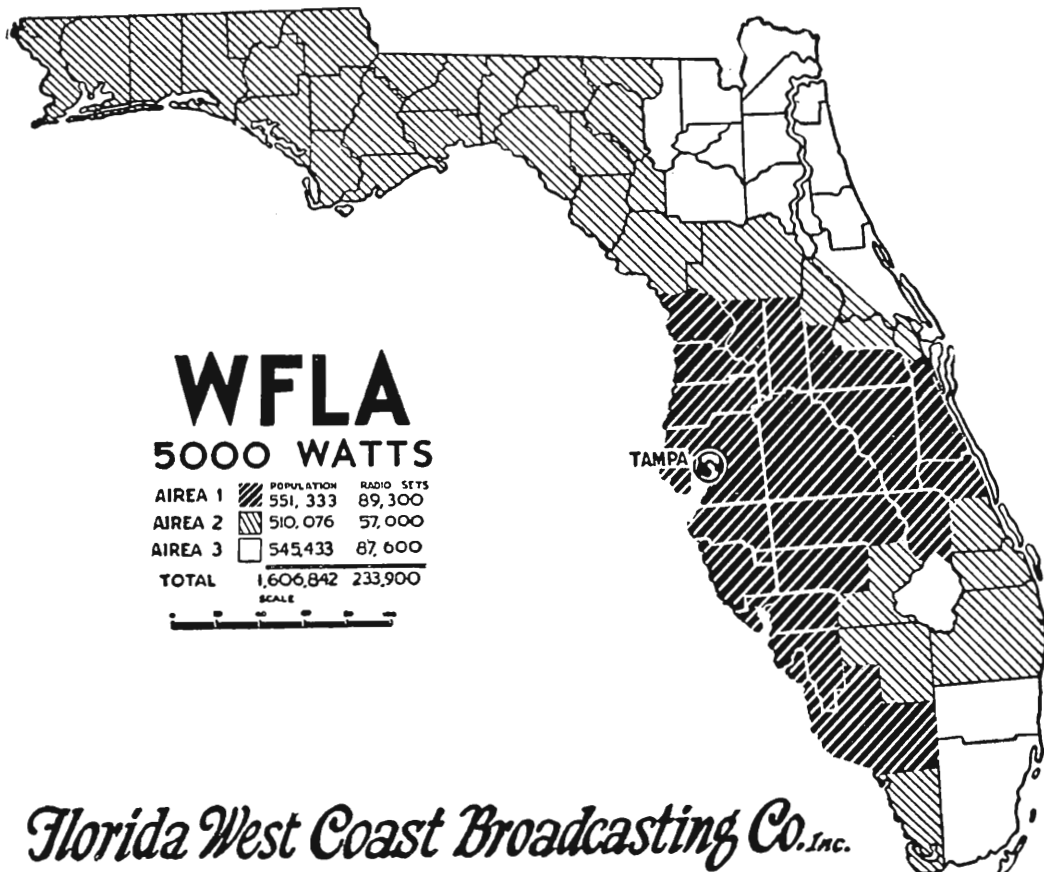 WFLA
5000 WATTS
POPULATION RADIO SETS
AIREA 1 551,333 89,300
AIREA 2 510,076 57,000
AIREA 3 545,433 87,600
TOTAL 1,606,842 233,900
SCALE
TAMPA
Florida West Coast Broadcasting Co. Inc.